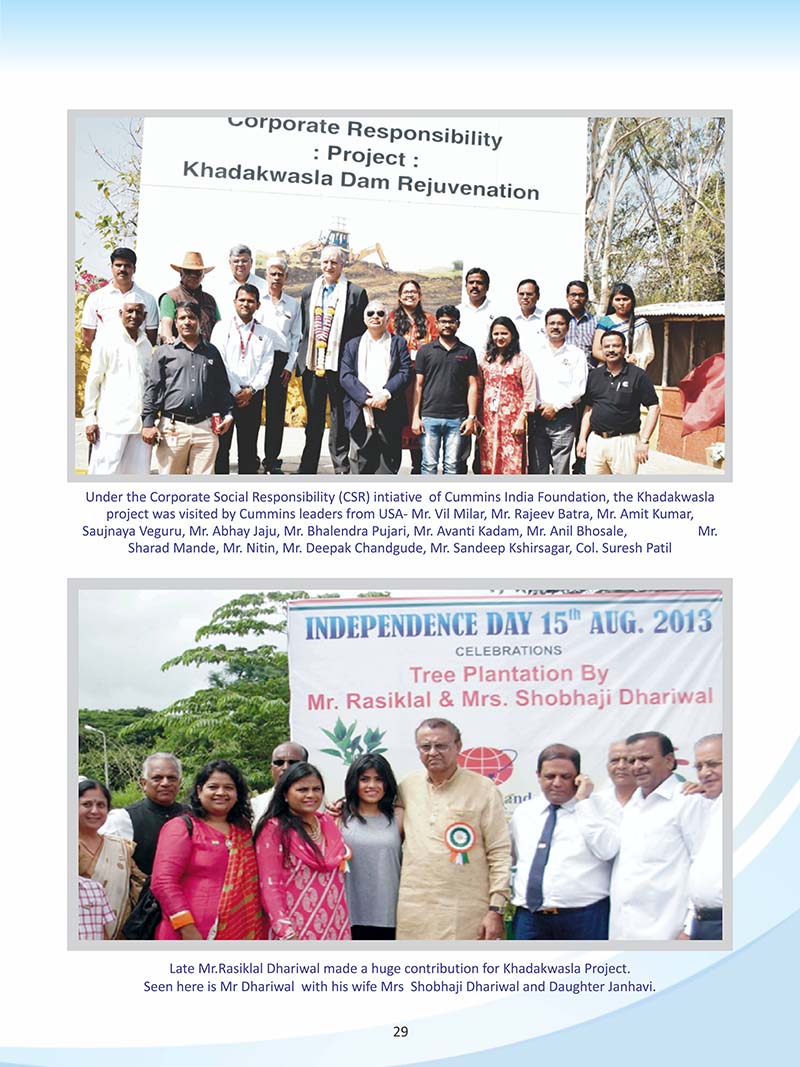 Corporate Responsibility
: Project :
Khadakwasla Dam Rejuvenation
Under the Corporate Social Responsibility (CSR) intiative of Cummins India Foundation, the Khadakwasla
project was visited by Cummins leaders from USA- Mr. Vil Milar, Mr. Rajeev Batra, Mr. Amit Kumar,
Saujnaya Veguru, Mr. Abhay Jaju, Mr. Bhalendra Pujari, Mr. Avanti Kadam, Mr. Anil Bhosale, Mr.
Sharad Mande, Mr. Nitin, Mr. Deepak Chandgude, Mr. Sandeep Kshirsagar, Col. Suresh Patil
INDEPENDENCE DAY 15th AUG. 2013
CELEBRATIONS
Tree Plantation By
Mr. Rasiklal & Mrs. Shobhaji Dhariwal
Late Mr.Rasiklal Dhariwal made a huge contribution for Khadakwasla Project.
Seen here is Mr Dhariwal with his wife Mrs Shobhaji Dhariwal and Daughter Janhavi.
29